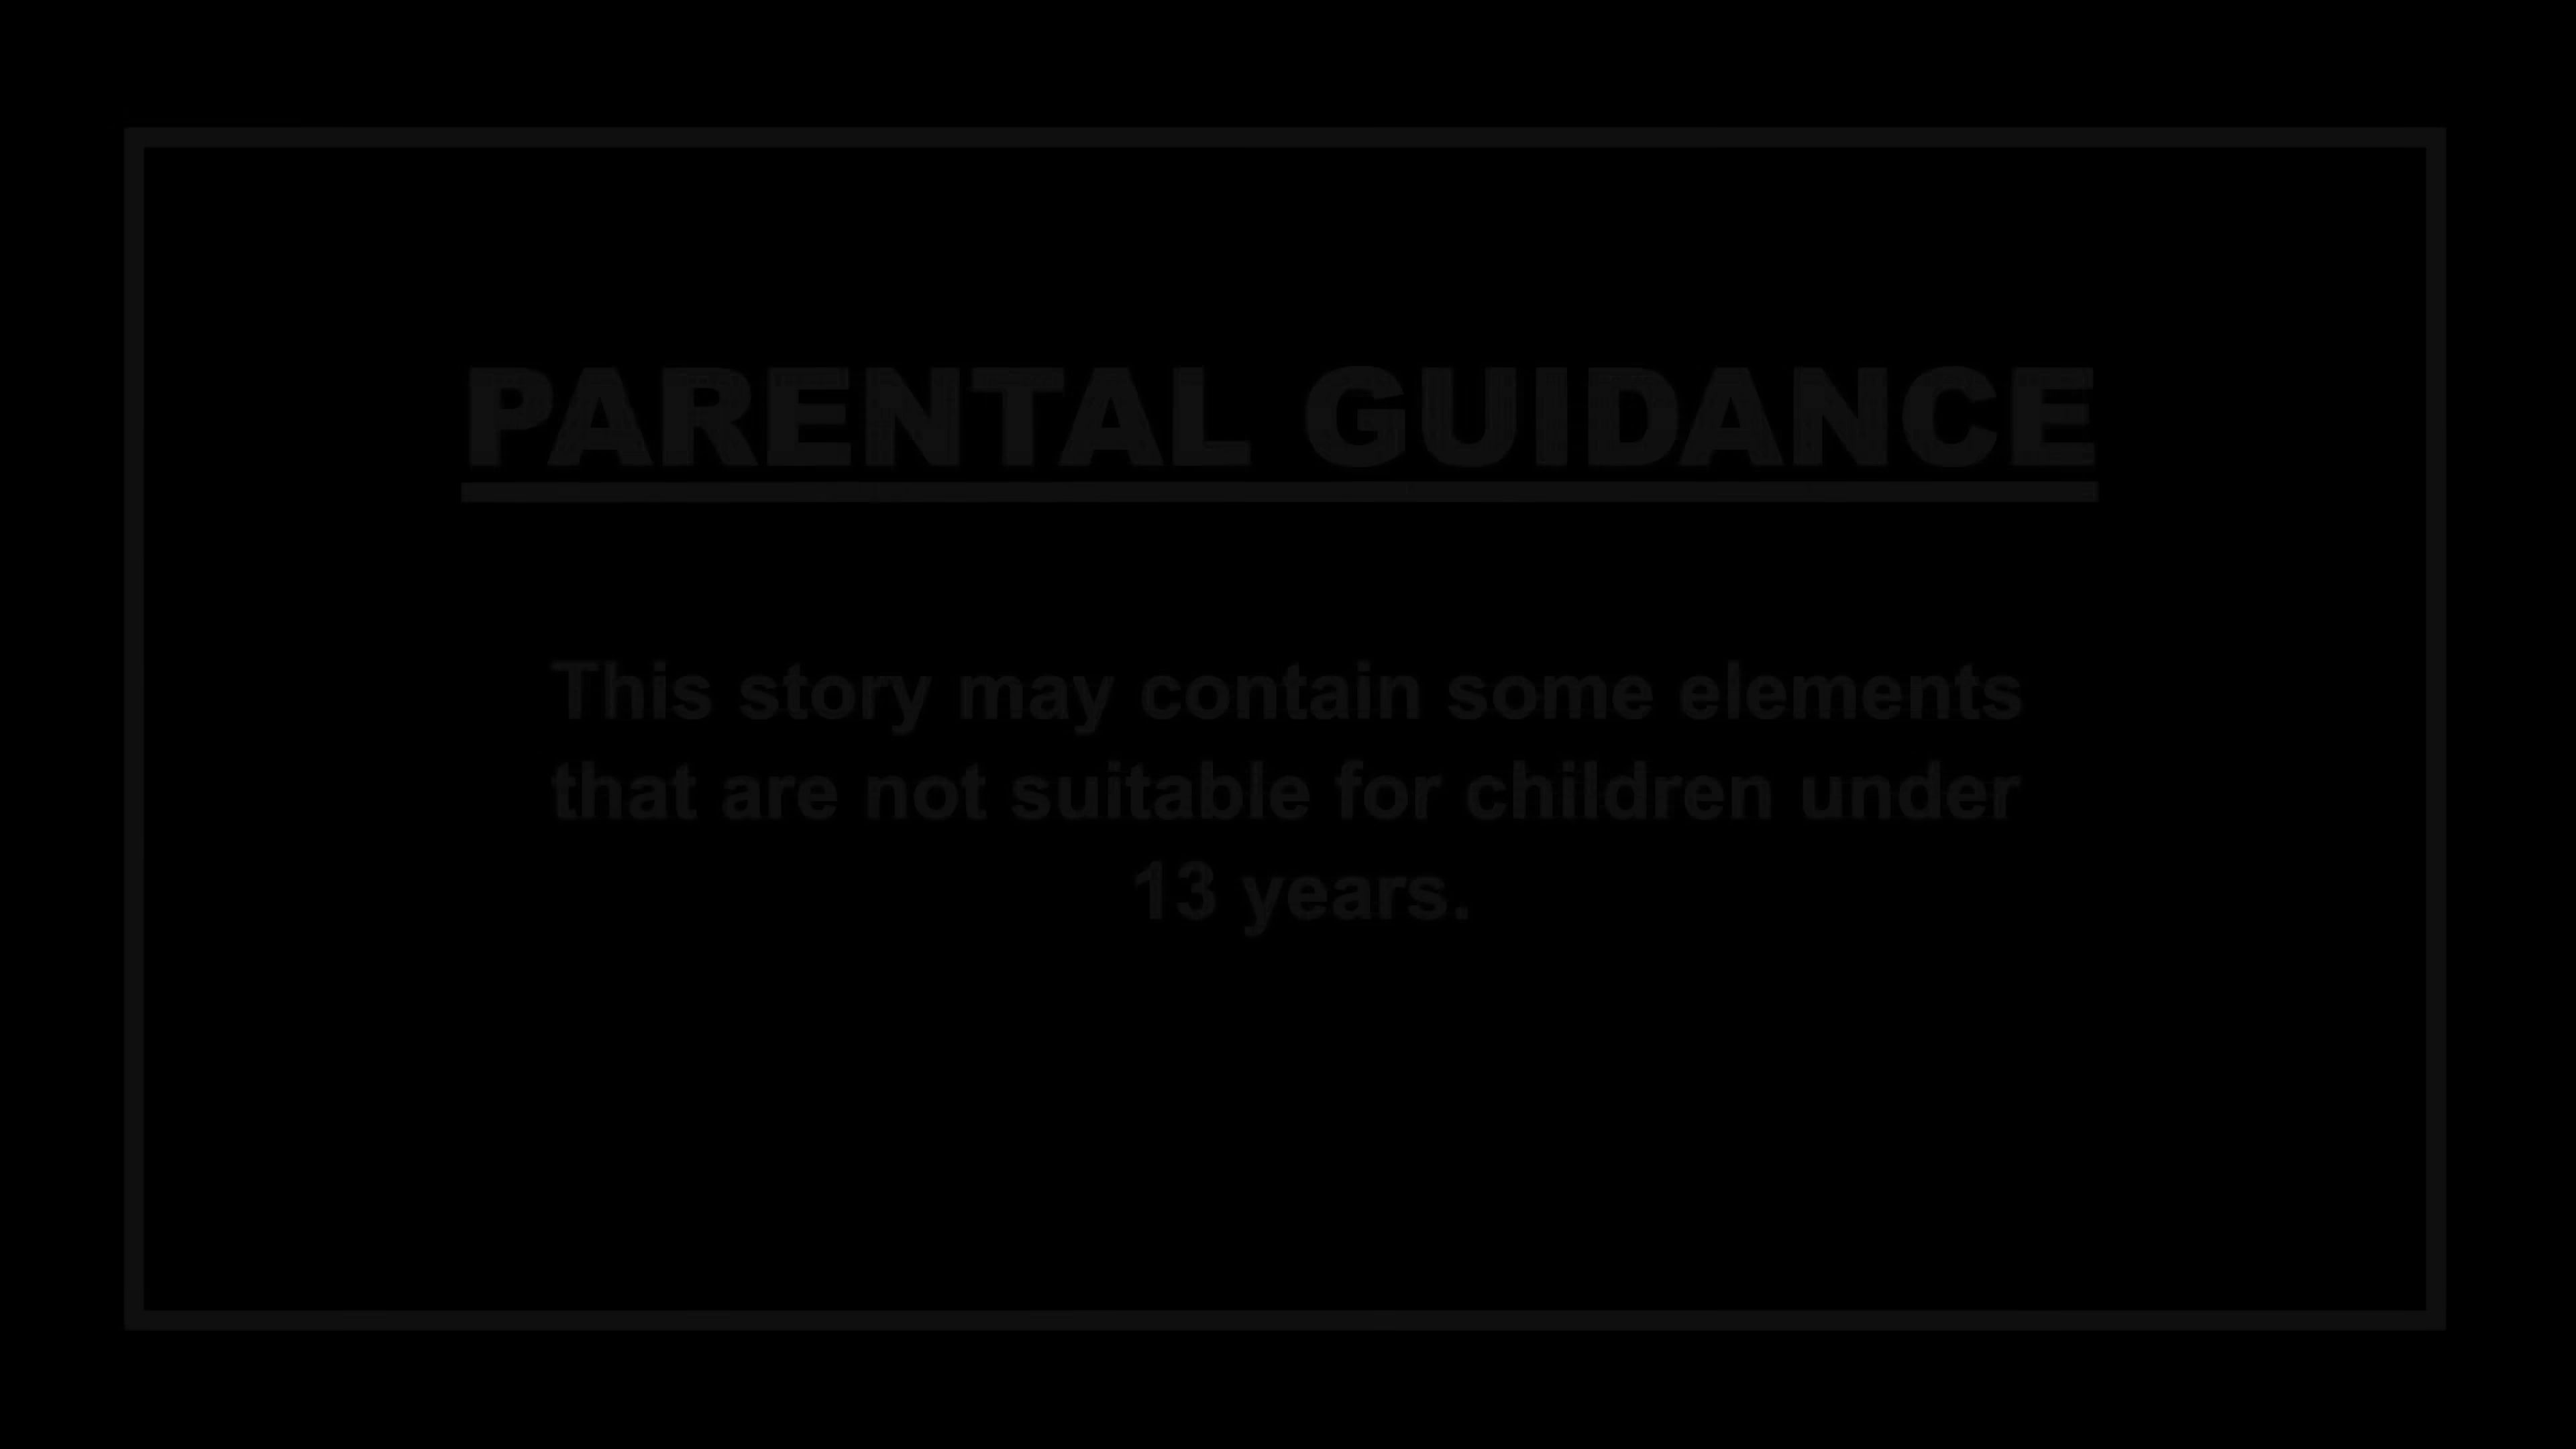 PARENTAL GUIDANCE
This story may contain some elements
that are not suitable for children under
13 years.